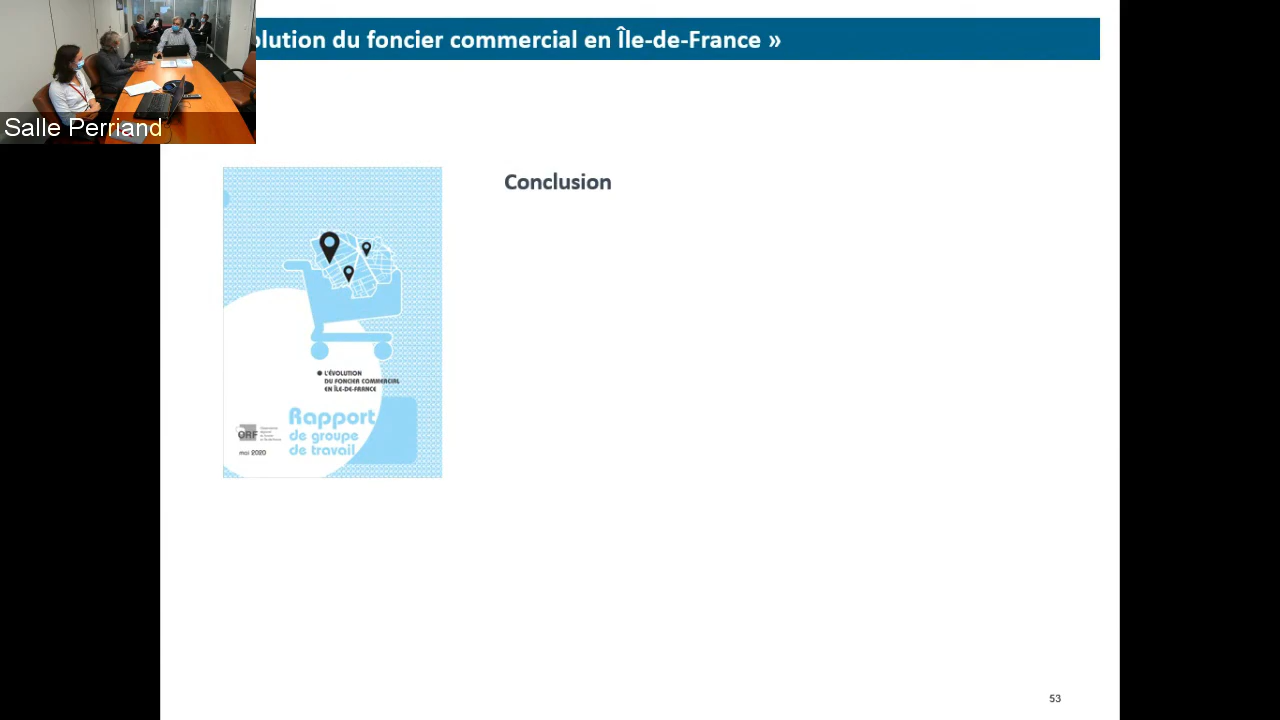 olution du foncier commercial en Île-de-France »
Salle Perriand
Conclusion
L'ÉVOLUTION
DU FONCIER COMMERCIAL
EN ÎLE-DE-FRANCE
Rapport
de groupe
de travail
ORF
mai 2020
53